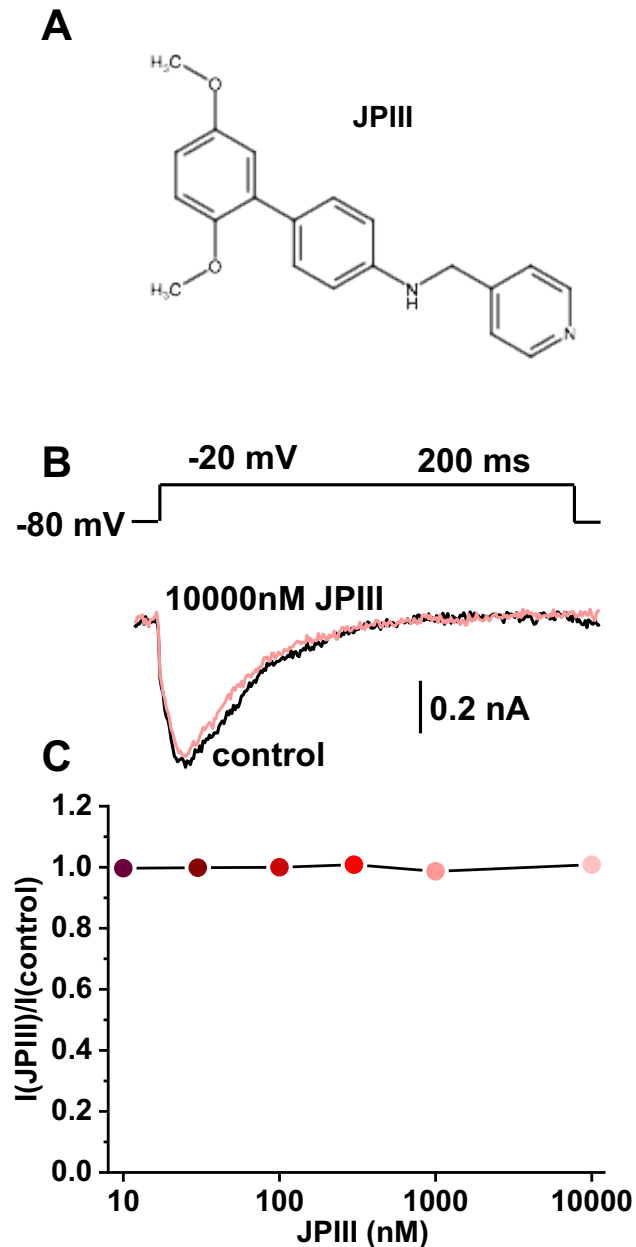 A
H₃C
O
JPIII
O
H₃C
N
H
N
B
-20 mV 200 ms
-80 mV
10000nM JPIII
0.2 nA
control
C
1.2
1.0
0.8
0.6
0.4
0.2
0.0
I(JPIII)/I(control)
10 100 1000 10000
JPIII (nM)